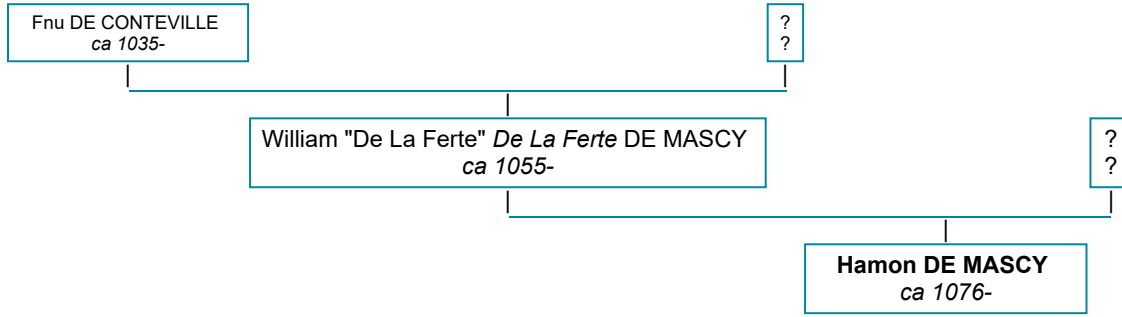 Fnu DE CONTEVILLE
ca 1035-
?
?
William "De La Ferte" De La Ferte DE MASCY
ca 1055-
?
?
Hamon DE MASCY
ca 1076-